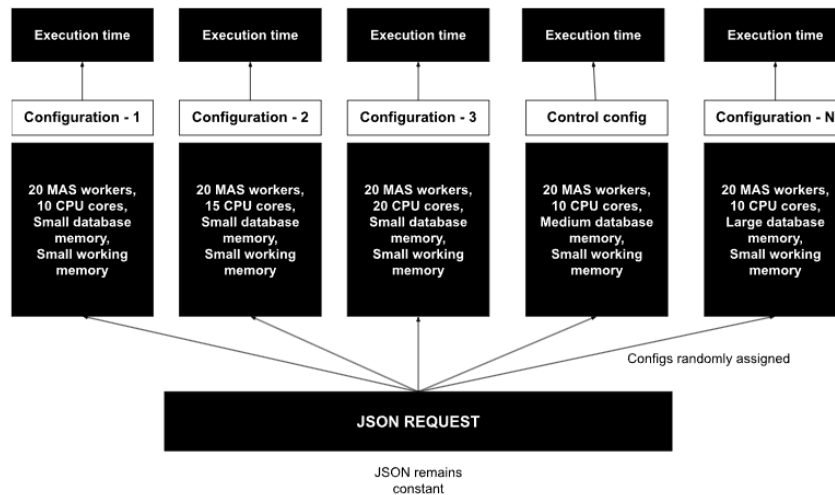 Execution time
Execution time
Execution time
Execution time
Execution time
Configuration - 1
Configuration - 2
Configuration - 3
Control config
Configuration - N
20 MAS workers,
10 CPU cores,
Small database
memory,
Small working
memory
20 MAS workers,
15 CPU cores,
Small database
memory,
Small working
memory
20 MAS workers,
20 CPU cores,
Small database
memory,
Small working
memory
20 MAS workers,
10 CPU cores,
Medium database
memory,
Small working
memory
20 MAS workers,
10 CPU cores,
Large database
memory,
Small working
memory
Configs randomly assigned
JSON REQUEST
JSON remains
constant